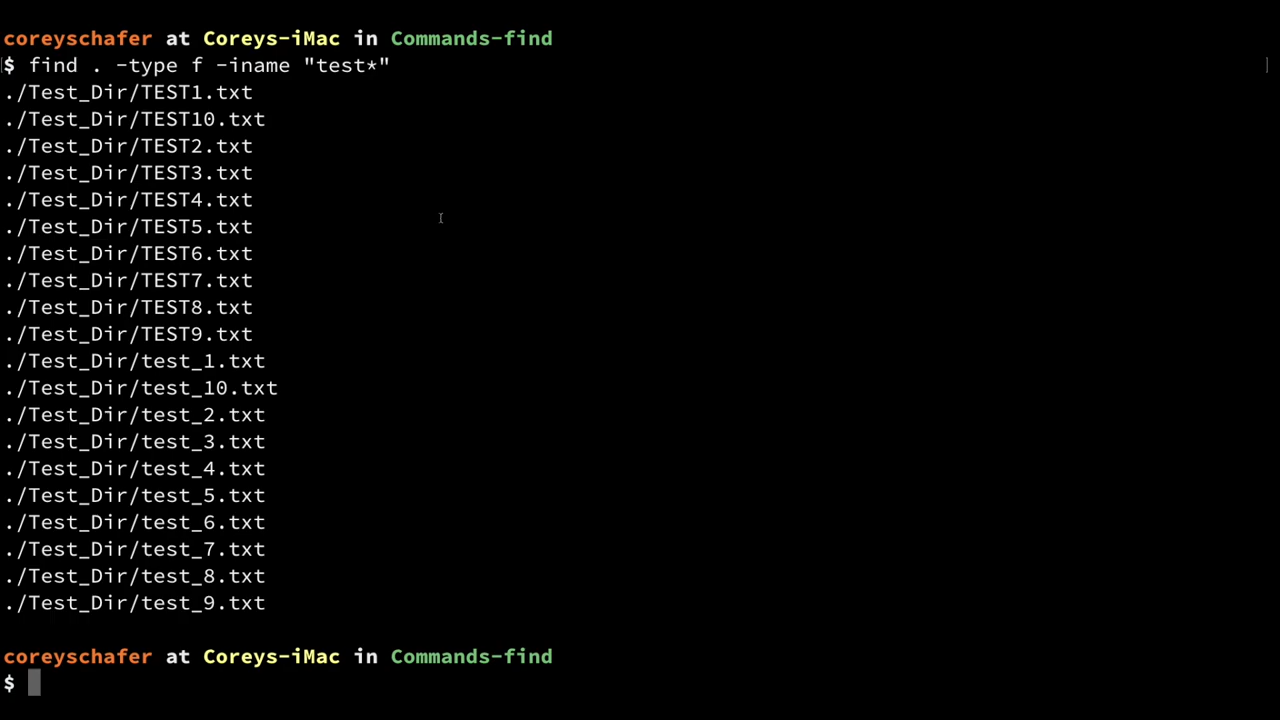 coreyschafer at Coreys-iMac in Commands-find
$ find . -type f -iname "test*"
./Test_Dir/TEST1.txt
./Test_Dir/TEST10.txt
./Test_Dir/TEST2.txt
./Test_Dir/TEST3.txt
./Test_Dir/TEST4.txt
./Test_Dir/TEST5.txt
./Test_Dir/TEST6.txt
./Test_Dir/TEST7.txt
./Test_Dir/TEST8.txt
./Test_Dir/TEST9.txt
./Test_Dir/test_1.txt
./Test_Dir/test_10.txt
./Test_Dir/test_2.txt
./Test_Dir/test_3.txt
./Test_Dir/test_4.txt
./Test_Dir/test_5.txt
./Test_Dir/test_6.txt
./Test_Dir/test_7.txt
./Test_Dir/test_8.txt
./Test_Dir/test_9.txt
coreyschafer at Coreys-iMac in Commands-find
$